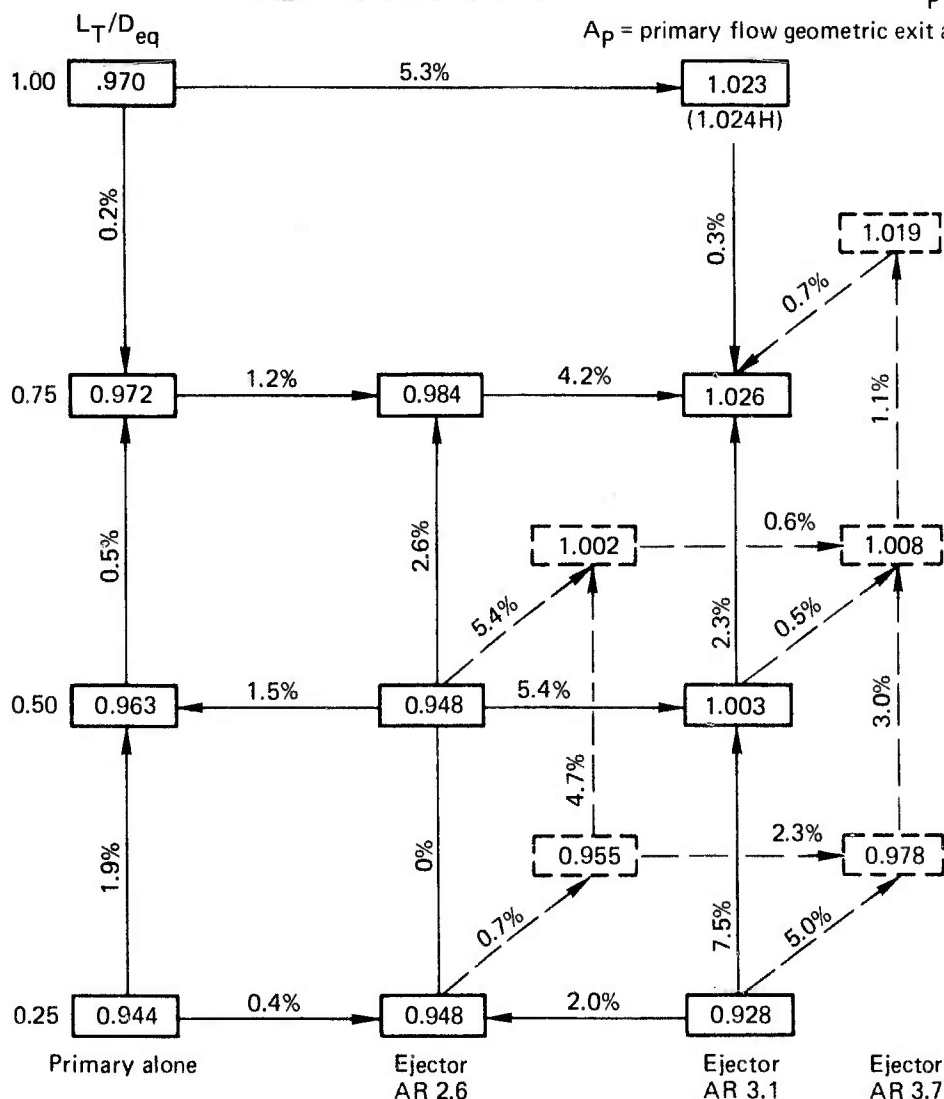 L_T/D_eq
P
A_P = primary flow geometric exit a
1.00 .970 5.3% 1.023
(1.024H)
0.2% 0.3%
1.019
0.7%
0.75 0.972 1.2% 0.984 4.2% 1.026
1.1%
0.5% 2.6% 1.002 0.6% 1.008
5.4% 2.3% 0.5%
0.50 0.963 1.5% 0.948 5.4% 1.003
4.7% 3.0%
1.9% 0% 0.955 2.3% 0.978
0.7% 7.5% 5.0%
0.25 0.944 0.4% 0.948 2.0% 0.928
Primary alone Ejector Ejector Ejector
AR 2.6 AR 3.1 AR 3.7